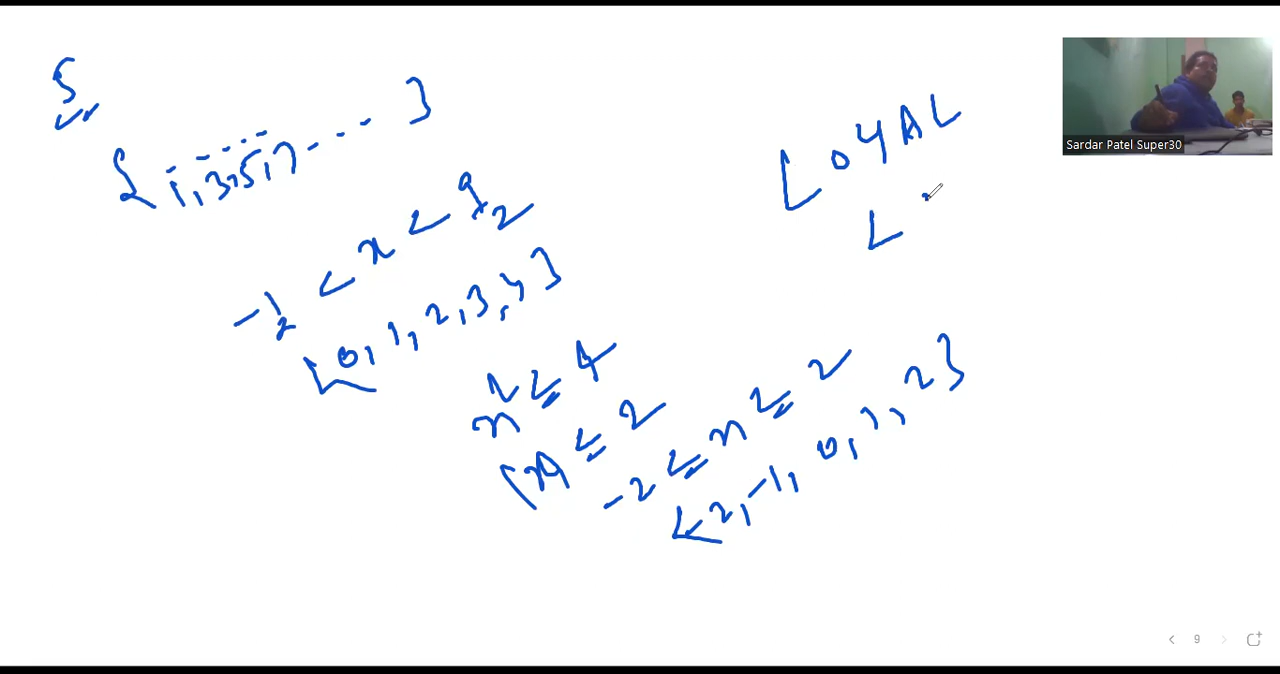 5
{1, 3, 5, 7 . . . }
-1/2 < x < 9/2
{0, 1, 2, 3, 4}
x² ≤ 4
|x| ≤ 2
-2 ≤ x ≤ 2
{-2, -1, 0, 1, 2}
LOYAL
L
Sardar Patel Super30
9